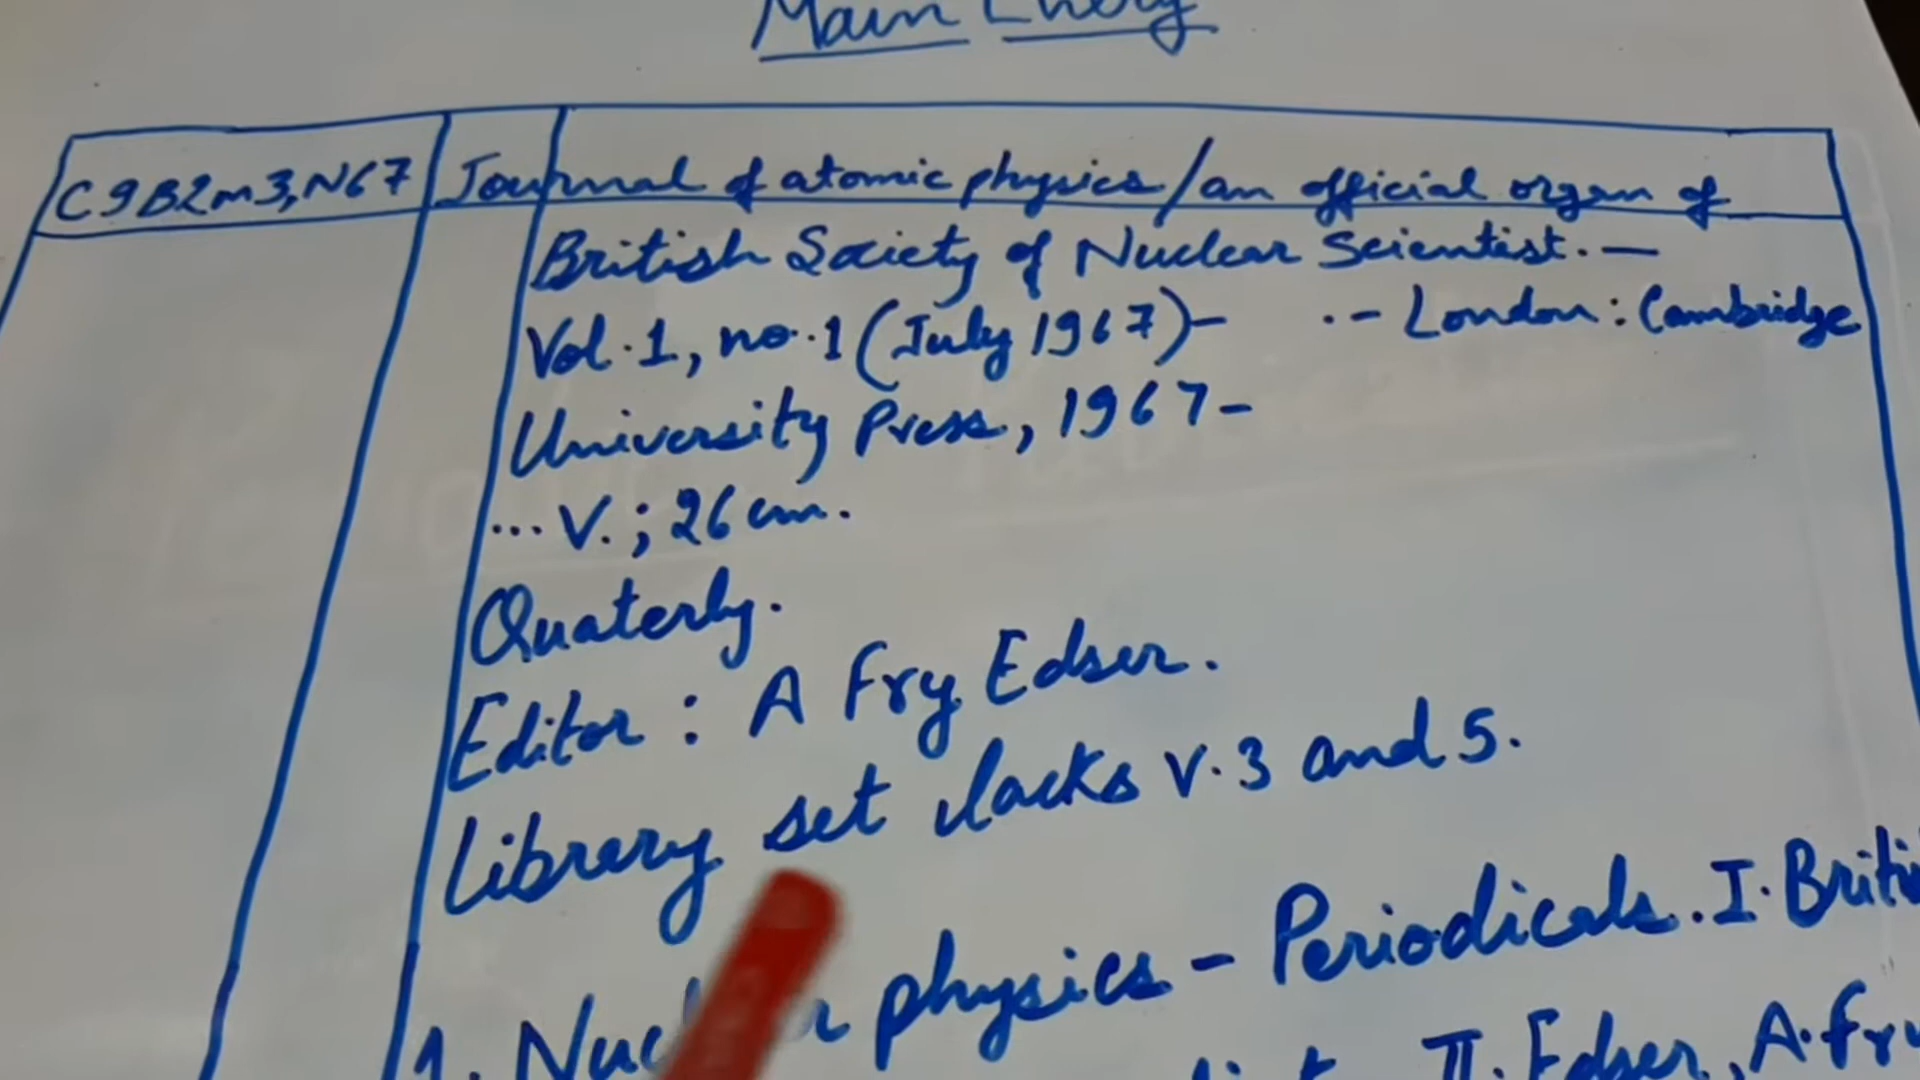 Main Entry
C9B2m3,N67 Journal of atomic physics/an official organ of
British Society of Nuclear Scientist. —
Vol. 1, no. 1 (July 1967)- .- London : Cambridge
University Press, 1967-
... V. ; 26 cm.
Quaterly.
Editor : A Fry Edser.
Library set lacks v. 3 and 5.
1. physics - Periodicals. I. Briti
II. Edser, A. Fry